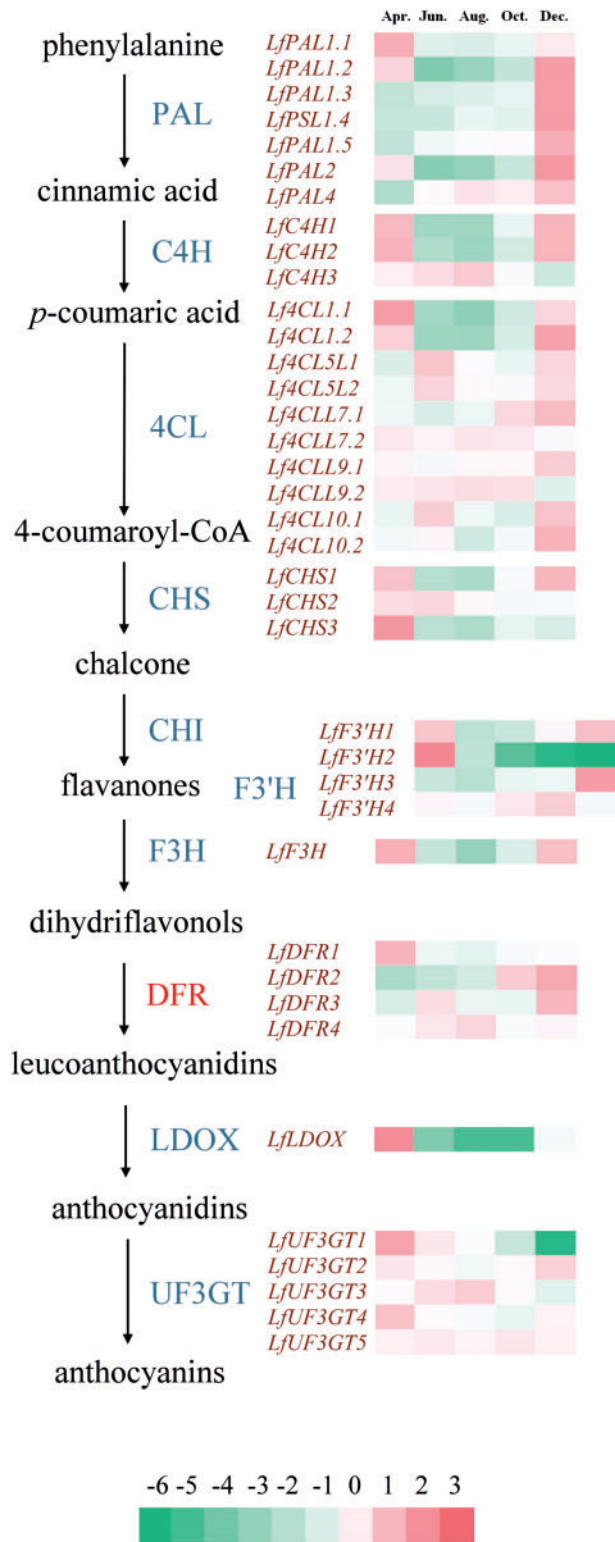 Apr. Jun. Aug. Oct. Dec.
phenylalanine
LfPAL1.1
LfPAL1.2
LfPAL1.3
PAL
LfPSL1.4
LfPAL1.5
LfPAL2
cinnamic acid
LfPAL4
LfC4H1
C4H
LfC4H2
LfC4H3
p-coumaric acid
Lf4CL1.1
Lf4CL1.2
Lf4CL5L1
Lf4CL5L2
Lf4CLL7.1
4CL
Lf4CLL7.2
Lf4CLL9.1
Lf4CLL9.2
Lf4CL10.1
4-coumaroyl-CoA
Lf4CL10.2
LfCHS1
CHS
LfCHS2
LfCHS3
chalcone
CHI
LfF3'H1
LfF3'H2
flavanones
F3'H
LfF3'H3
LfF3'H4
F3H
LfF3H
dihydriflavonols
LfDFR1
LfDFR2
DFR
LfDFR3
LfDFR4
leucoanthocyanidins
LDOX
LfLDOX
anthocyanidins
LfUF3GT1
LfUF3GT2
UF3GT
LfUF3GT3
LfUF3GT4
LfUF3GT5
anthocyanins
-6 -5 -4 -3 -2 -1 0 1 2 3